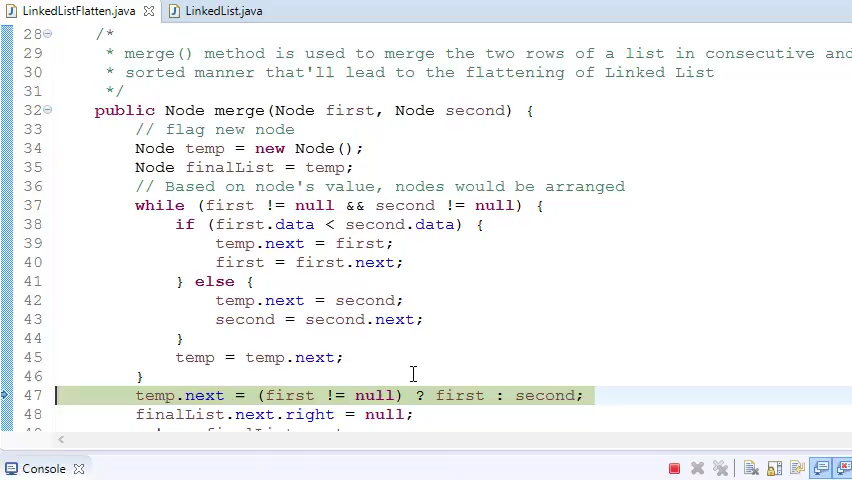 LinkedListFlatten.java LinkedList.java
28 /*
29 * merge() method is used to merge the two rows of a list in consecutive and
30 * sorted manner that'll lead to the flattening of Linked List
31 */
32 public Node merge(Node first, Node second) {
33 // flag new node
34 Node temp = new Node();
35 Node finalList = temp;
36 // Based on node's value, nodes would be arranged
37 while (first != null && second != null) {
38 if (first.data < second.data) {
39 temp.next = first;
40 first = first.next;
41 } else {
42 temp.next = second;
43 second = second.next;
44 }
45 temp = temp.next;
46 }
47 temp.next = (first != null) ? first : second;
48 finalList.next.right = null;
Console